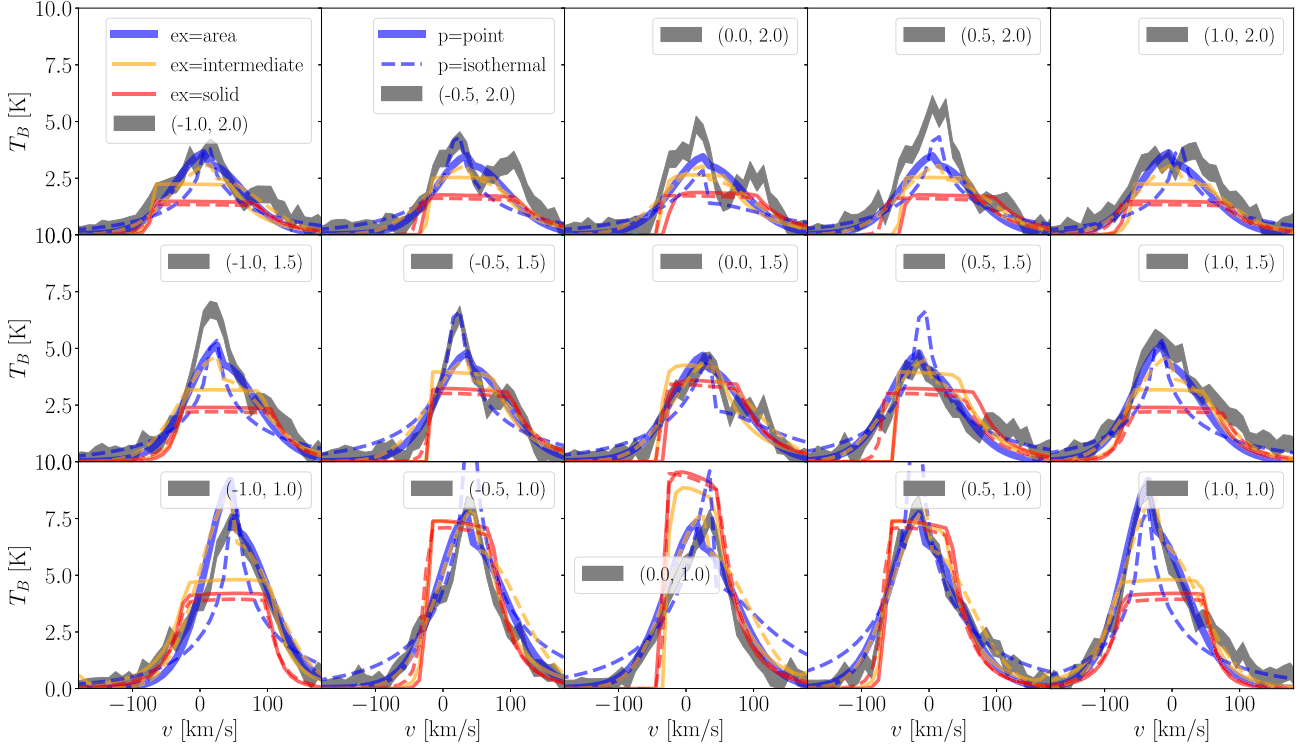 10.0
7.5
5.0
2.5
T_B [K]
ex=area
ex=intermediate
ex=solid
(-1.0, 2.0)
p=point
p=isothermal
(-0.5, 2.0)
(0.0, 2.0)
(0.5, 2.0)
(1.0, 2.0)
10.0
7.5
5.0
2.5
T_B [K]
(-1.0, 1.5)
(-0.5, 1.5)
(0.0, 1.5)
(0.5, 1.5)
(1.0, 1.5)
10.0
7.5
5.0
2.5
0.0
T_B [K]
(-1.0, 1.0)
(-0.5, 1.0)
(0.0, 1.0)
(0.5, 1.0)
(1.0, 1.0)
−100 0 100
−100 0 100
−100 0 100
−100 0 100
−100 0 100
v [km/s]
v [km/s]
v [km/s]
v [km/s]
v [km/s]